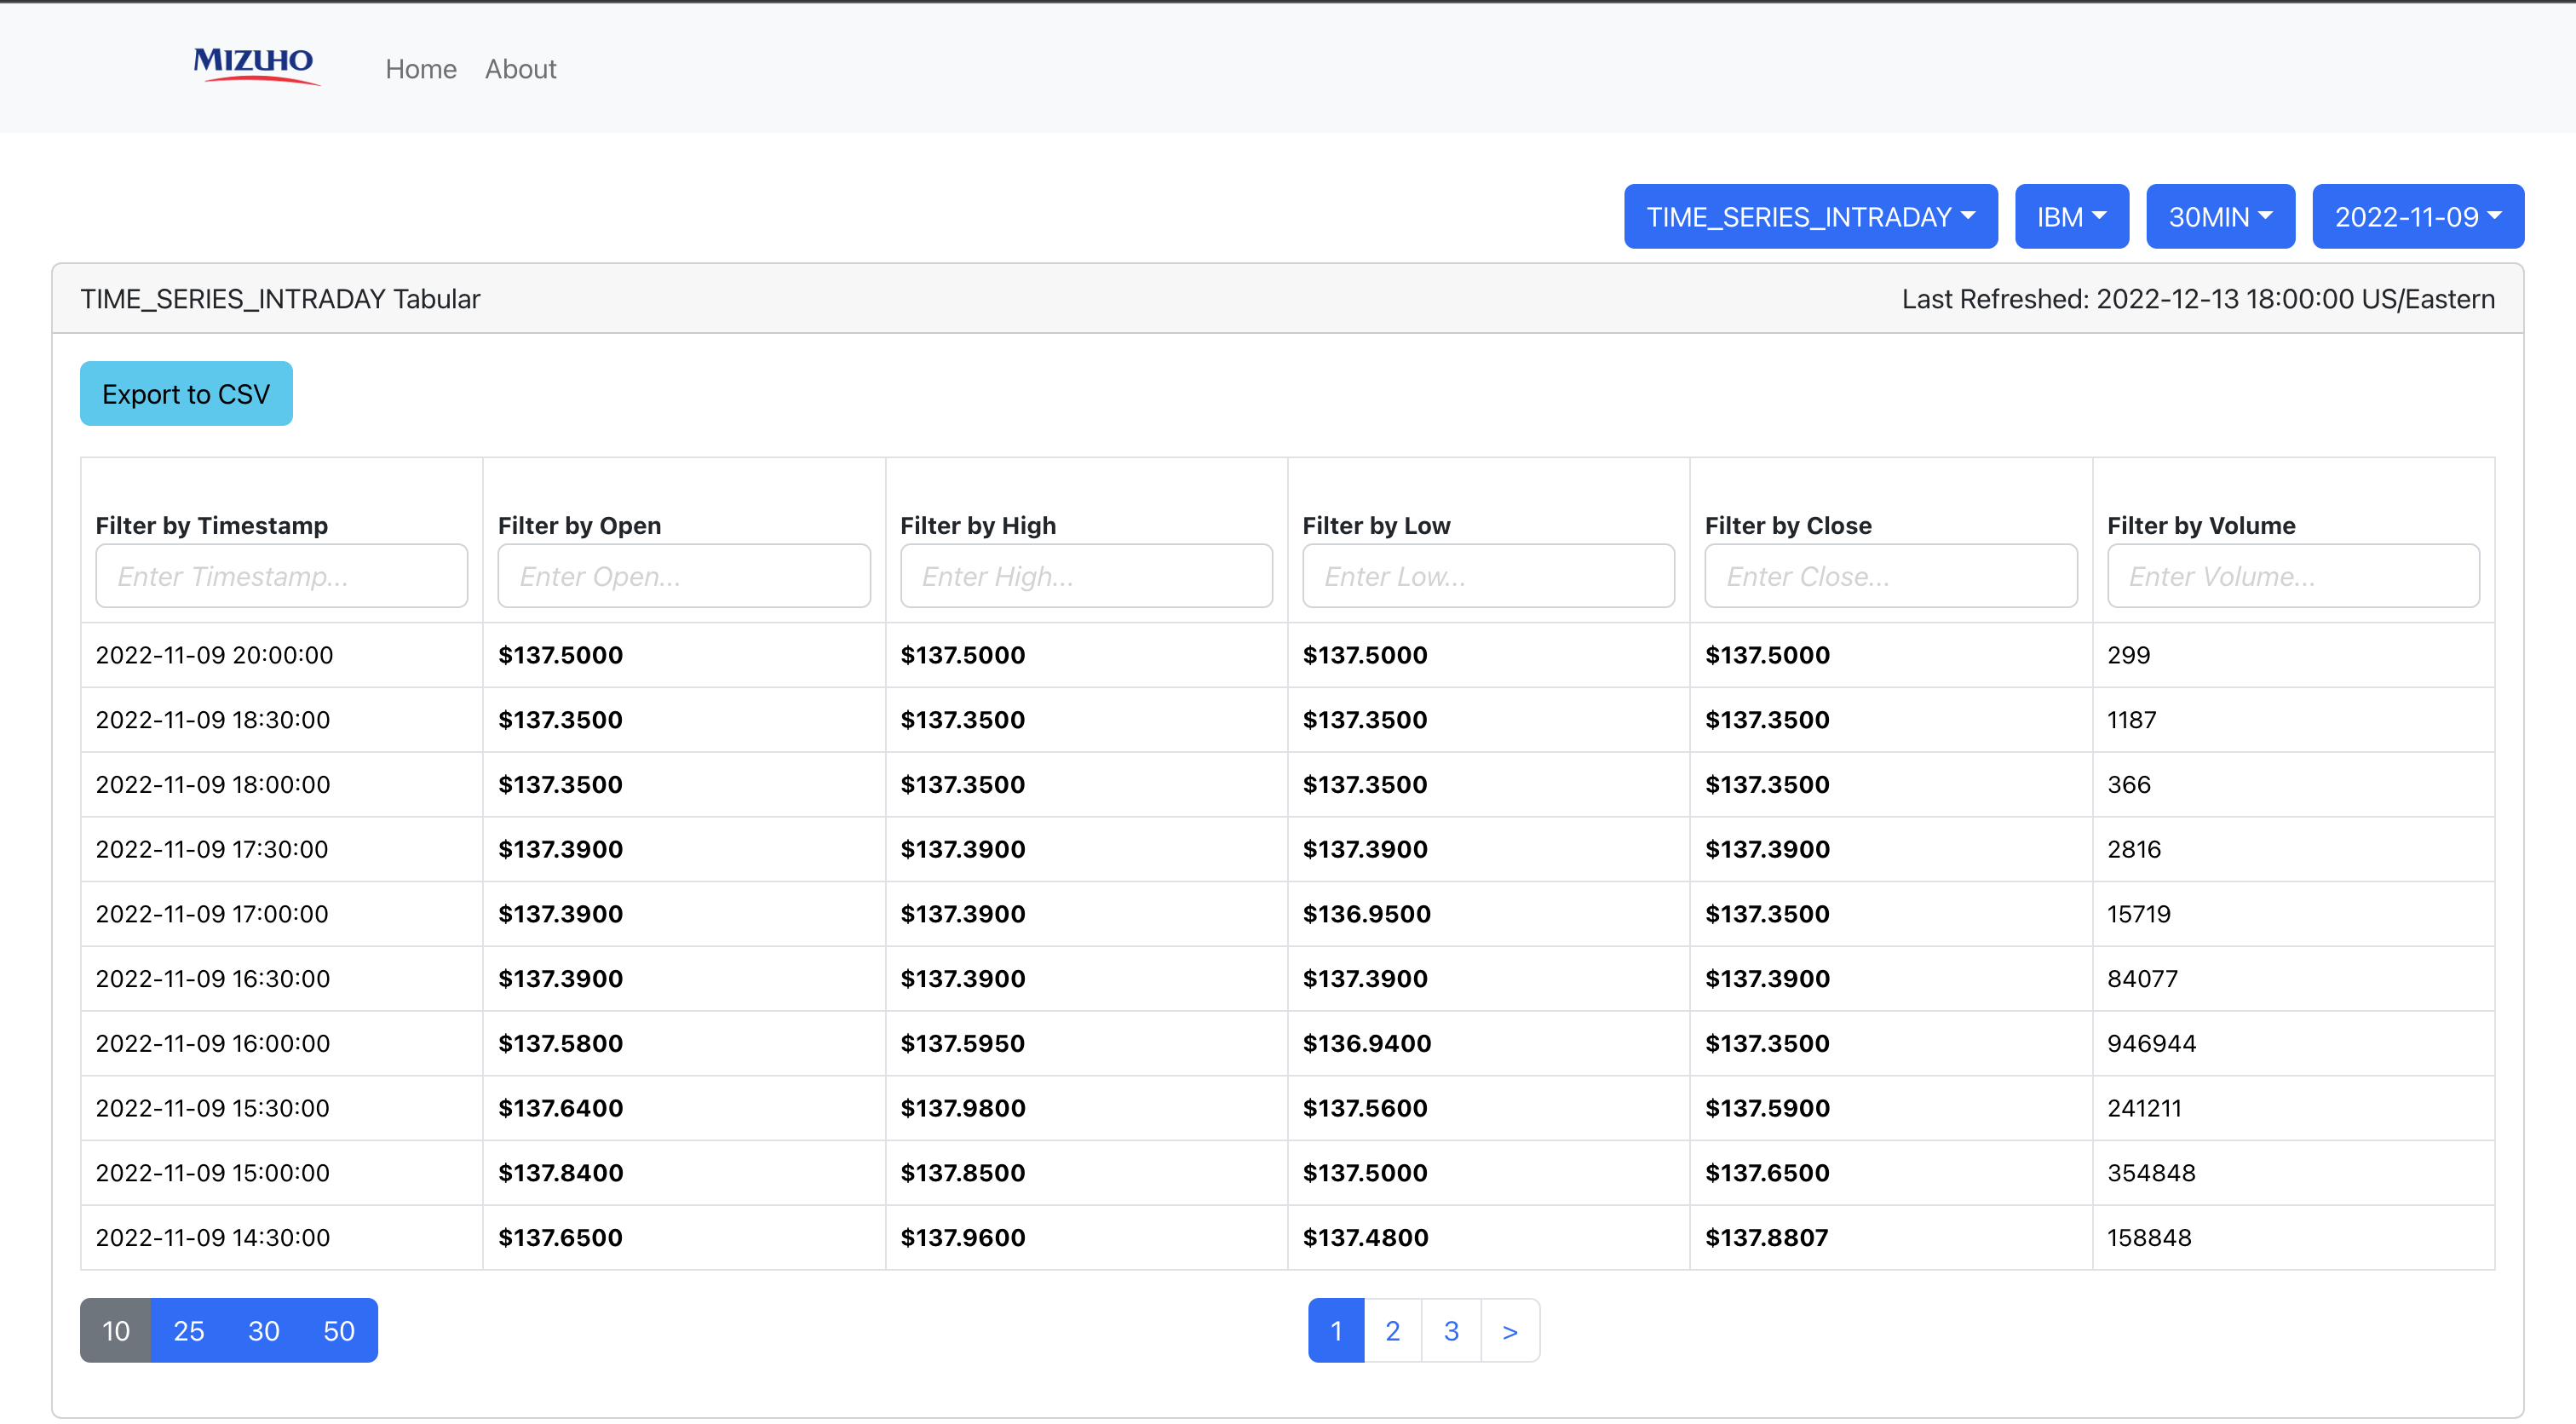 MIZUHO Home About
TIME_SERIES_INTRADAY IBM 30MIN 2022-11-09
TIME_SERIES_INTRADAY Tabular Last Refreshed: 2022-12-13 18:00:00 US/Eastern
Export to CSV
Filter by Timestamp Filter by Open Filter by High Filter by Low Filter by Close Filter by Volume
Enter Timestamp... Enter Open... Enter High... Enter Low... Enter Close... Enter Volume...
2022-11-09 20:00:00 $137.5000 $137.5000 $137.5000 $137.5000 299
2022-11-09 18:30:00 $137.3500 $137.3500 $137.3500 $137.3500 1187
2022-11-09 18:00:00 $137.3500 $137.3500 $137.3500 $137.3500 366
2022-11-09 17:30:00 $137.3900 $137.3900 $137.3900 $137.3900 2816
2022-11-09 17:00:00 $137.3900 $137.3900 $136.9500 $137.3500 15719
2022-11-09 16:30:00 $137.3900 $137.3900 $137.3900 $137.3900 84077
2022-11-09 16:00:00 $137.5800 $137.5950 $136.9400 $137.3500 946944
2022-11-09 15:30:00 $137.6400 $137.9800 $137.5600 $137.5900 241211
2022-11-09 15:00:00 $137.8400 $137.8500 $137.5000 $137.6500 354848
2022-11-09 14:30:00 $137.6500 $137.9600 $137.4800 $137.8807 158848
10 25 30 50 1 2 3 >